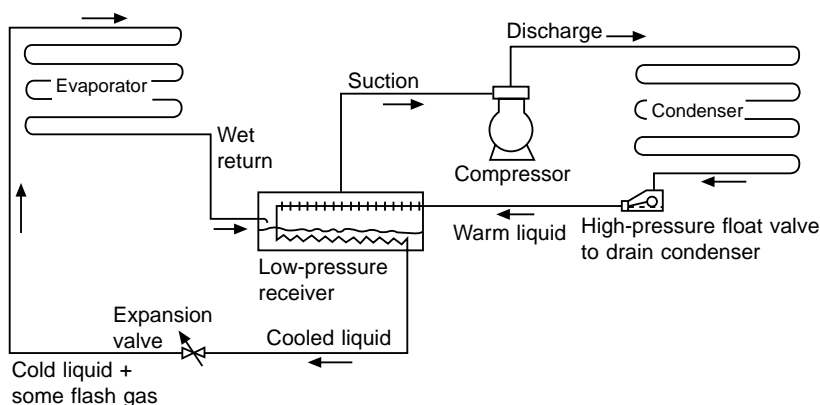 Discharge
Suction
Evaporator
Condenser
Wet
return
Compressor
Warm liquid
High-pressure float valve
to drain condenser
Low-pressure
receiver
Expansion
valve
Cooled liquid
Cold liquid +
some flash gas